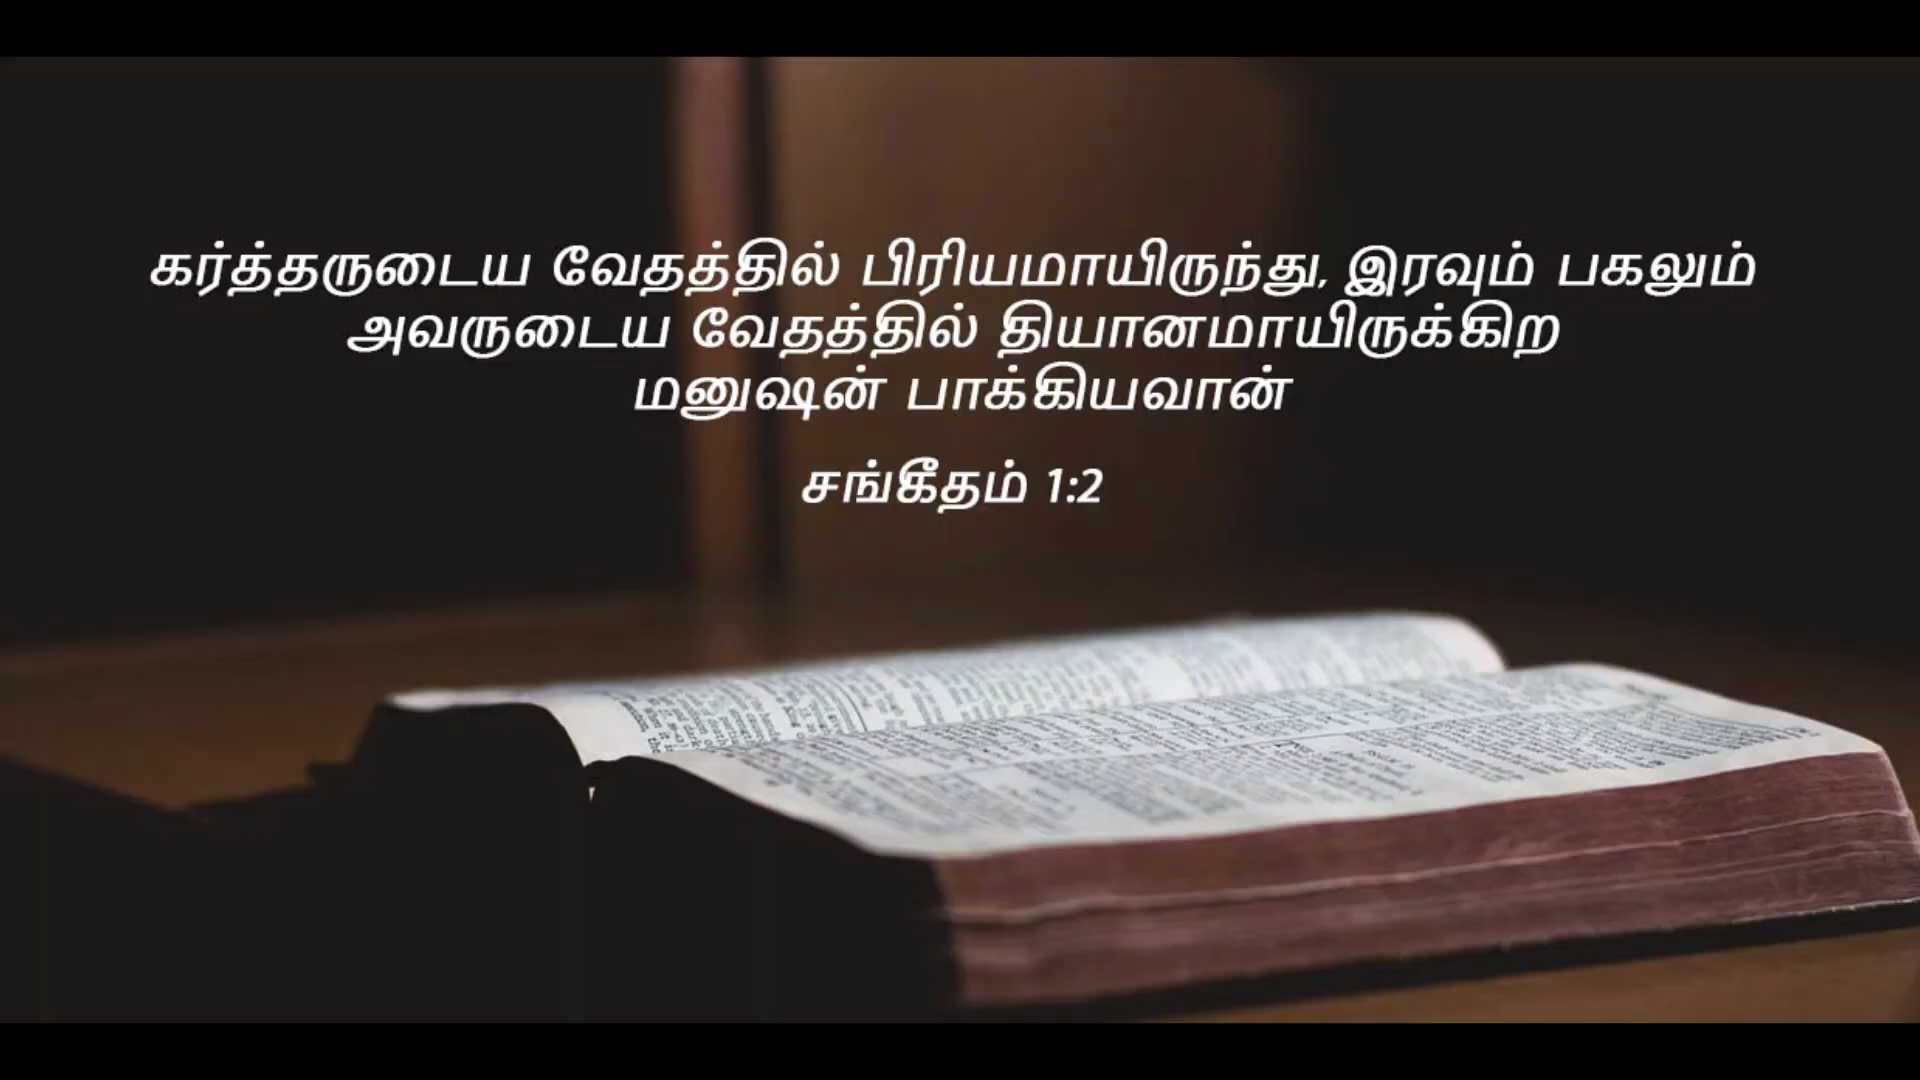 கர்த்தருடைய வேதத்தில் பிரியமாயிருந்து, இரவும் பகலும்
அவருடைய வேதத்தில் தியானமாயிருக்கிற
மனுஷன் பாக்கியவான்
சங்கீதம் 1:2